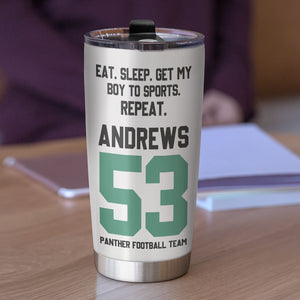 EAT. SLEEP. GET MY
BOY TO SPORTS.
REPEAT.
ANDREWS
53
PANTHER FOOTBALL TEAM